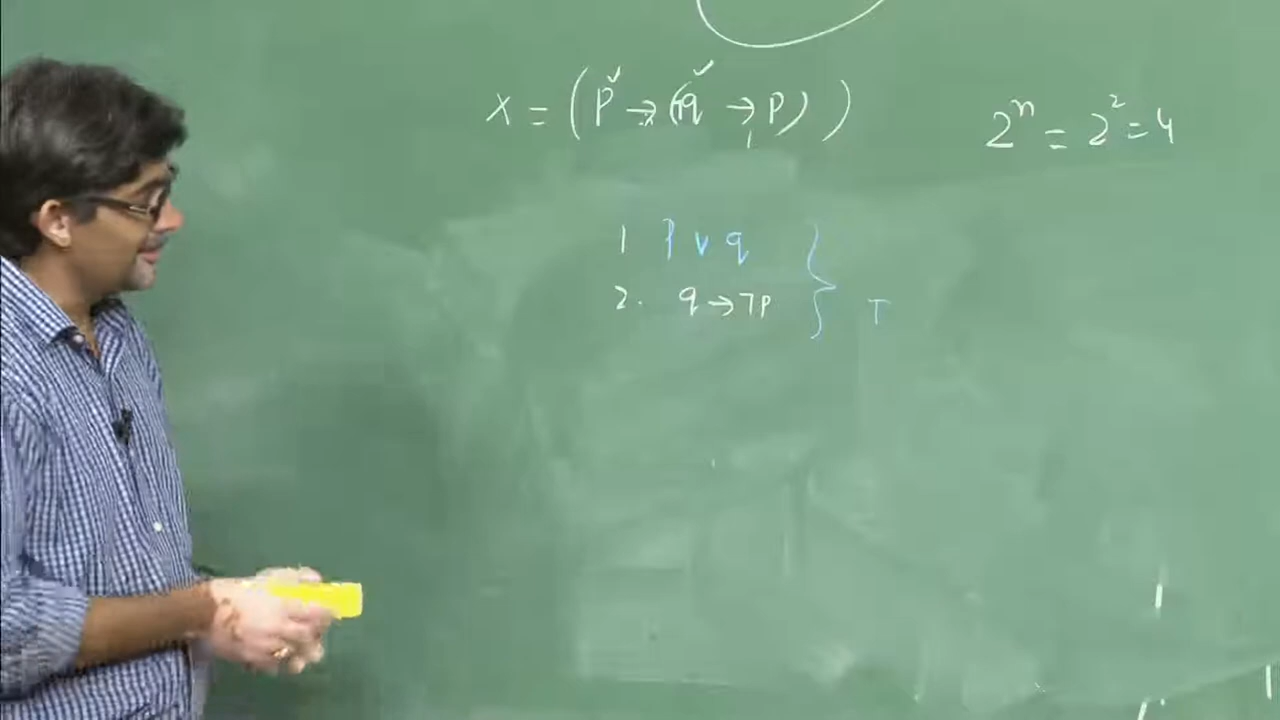 X = (p → (q → p))
2ⁿ = 2² = 4
1 p ∨ q
2. q → ¬p } T